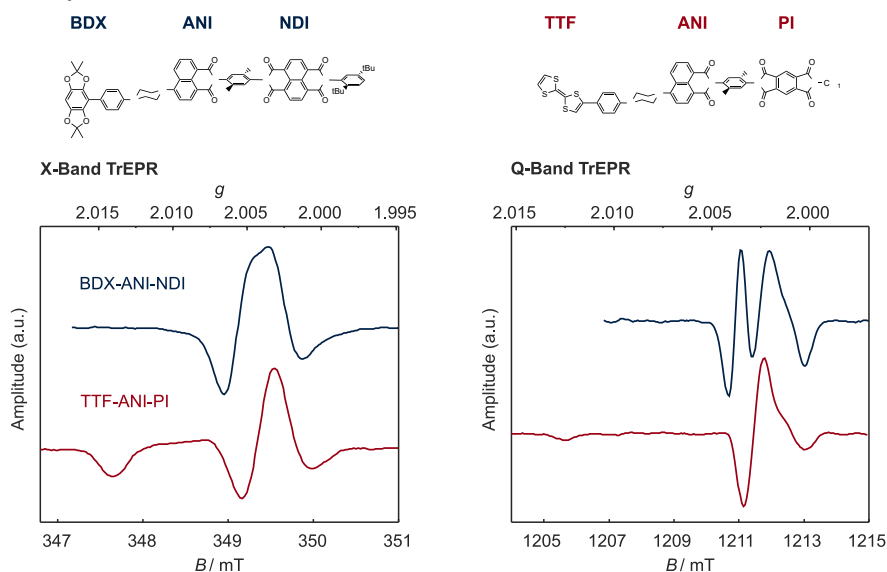 BDX ANI NDI
TTF ANI PI
O O O O O O
N N N
tBu
tBu
S S S S
N N N
O O O O O O
C 1
X-Band TrEPR
g
2.015 2.010 2.005 2.000 1.995
BDX-ANI-NDI
TTF-ANI-PI
Amplitude (a.u.)
347 348 349 350 351
B / mT
Q-Band TrEPR
g
2.015 2.010 2.005 2.000
Amplitude (a.u.)
1205 1207 1209 1211 1213 1215
B / mT